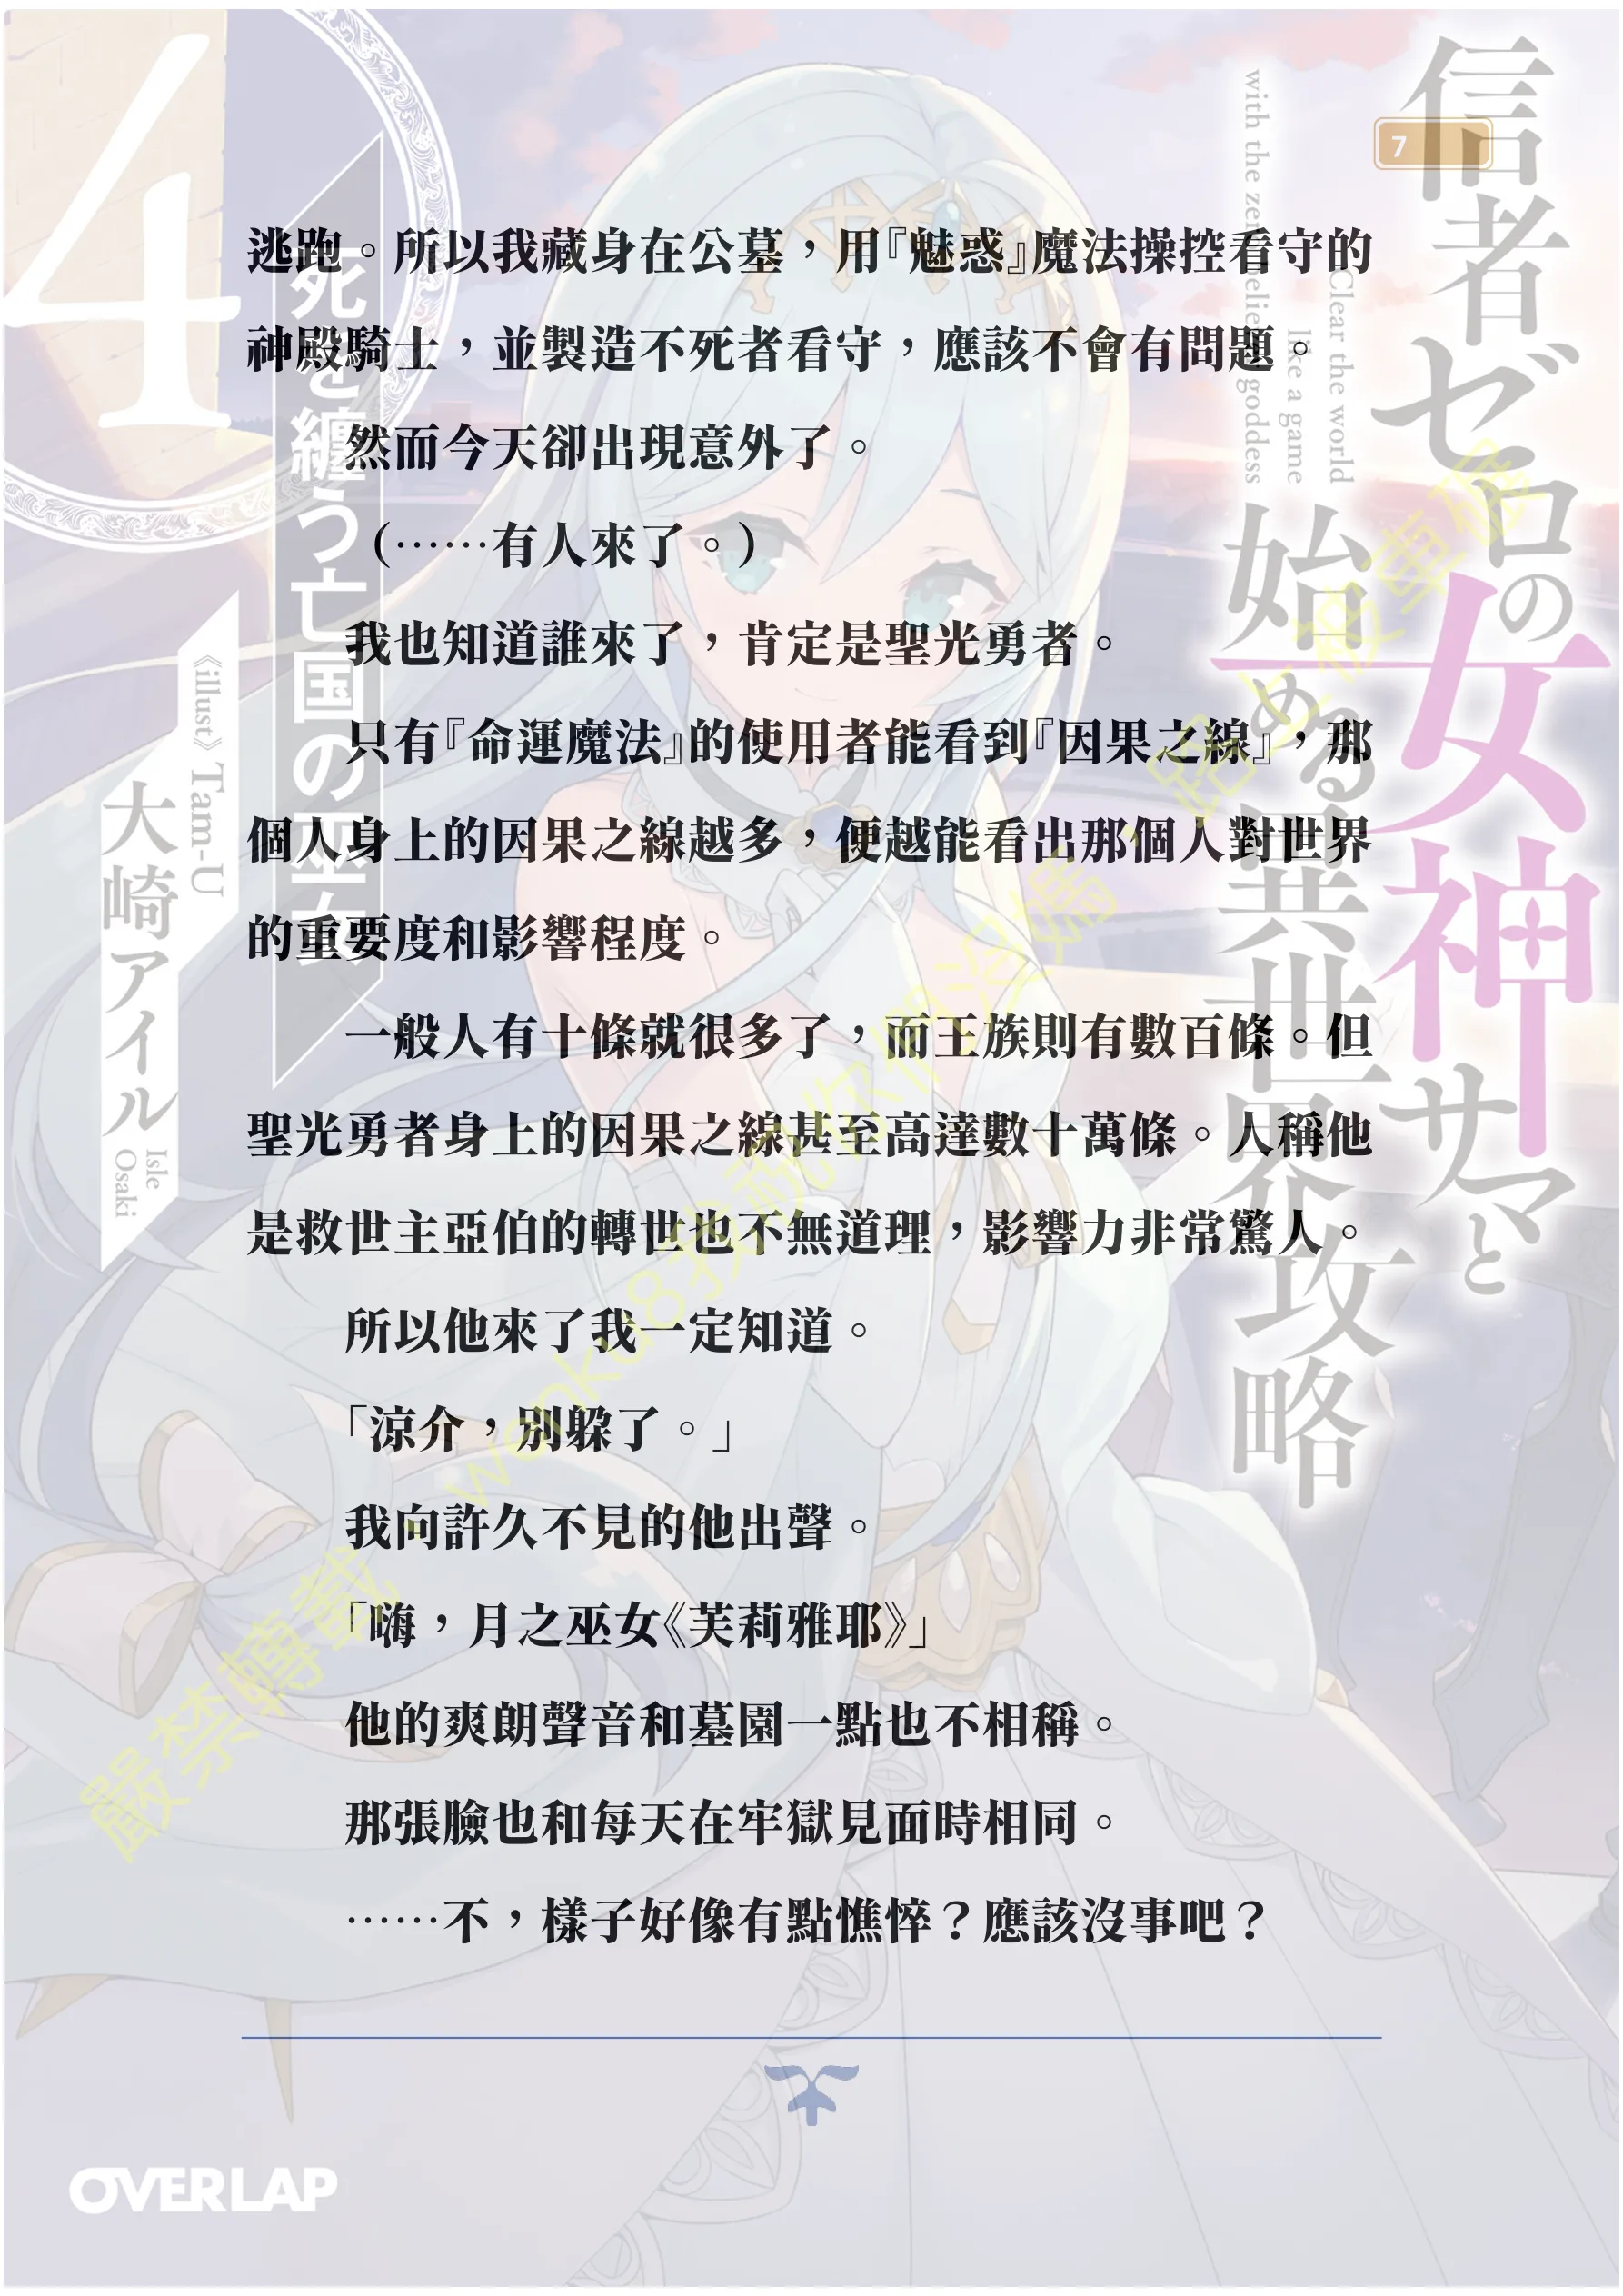 7
逃跑。所以我藏身在公墓，用『魅惑』魔法操控看守的
神殿騎士，並製造不死者看守，應該不會有問題。
然而今天卻出現意外了。
（……有人來了。）
我也知道誰來了，肯定是聖光勇者。
只有『命運魔法』的使用者能看到『因果之線』，那
個人身上的因果之線越多，便越能看出那個人對世界
的重要度和影響程度。
一般人有十條就很多了，而王族則有數百條。但
聖光勇者身上的因果之線甚至高達數十萬條。人稱他
是救世主亞伯的轉世也不無道理，影響力非常驚人。
所以他來了我一定知道。
「涼介，別躲了。」
我向許久不見的他出聲。
「嗨，月之巫女《芙莉雅耶》」
他的爽朗聲音和墓園一點也不相稱。
那張臉也和每天在牢獄見面時相同。
……不，樣子好像有點憔悴？應該沒事吧？
信者ゼロの女神サマと
始める異世界攻略
Clear the world
like a game
with the zero believer goddess
4
死を纏う亡国の巫女
《illust》Tam-U
大崎アイル
Isle
Osaki
OVERLAP